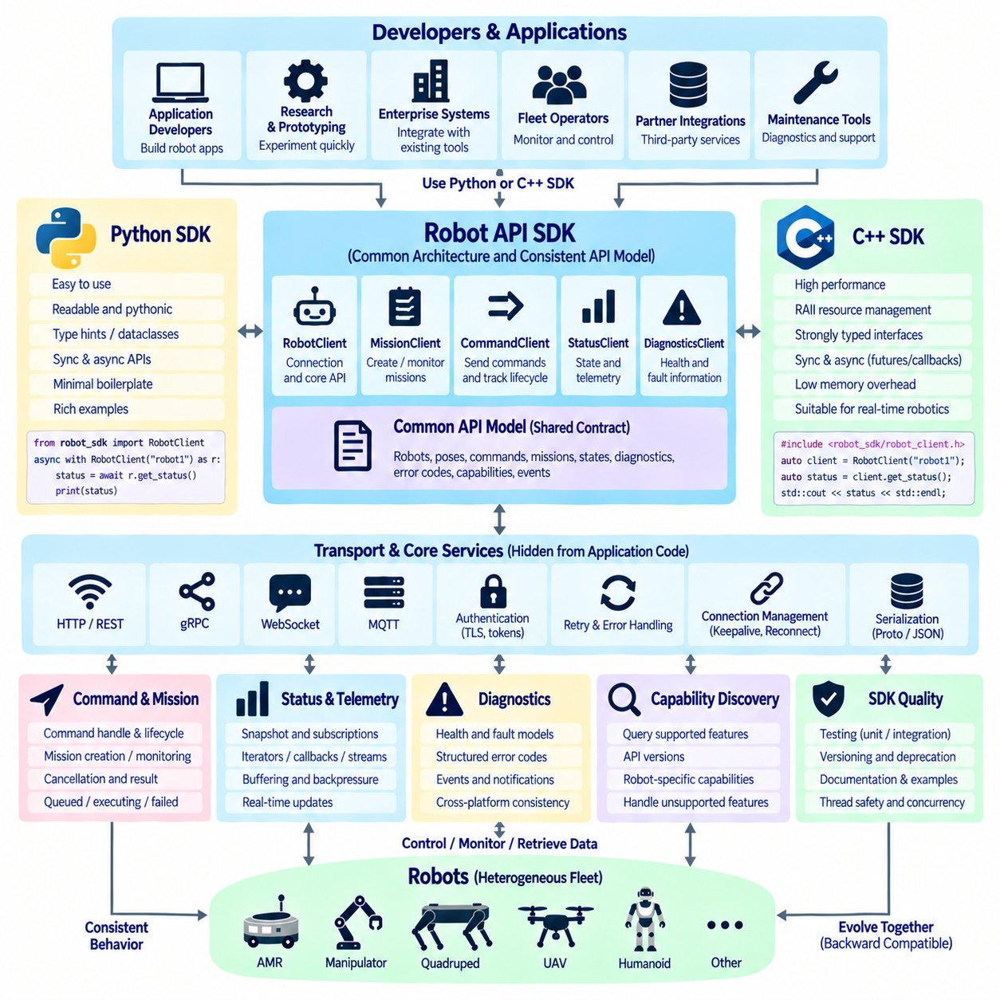 Developers & Applications
Application
Developers
Build robot apps
Research
& Prototyping
Experiment quickly
Enterprise Systems
Integrate with
existing tools
Fleet Operators
Monitor and control
Partner Integrations
Third-party services
Maintenance Tools
Diagnostics and support
Use Python or C++ SDK
Python SDK
Easy to use
Readable and pythonic
Type hints / dataclasses
Sync & async APIs
Minimal boilerplate
Rich examples
from robot_sdk import RobotClient
async with RobotClient("robot1") as r:
status = await r.get_status()
print(status)
Robot API SDK
(Common Architecture and Consistent API Model)
RobotClient
Connection
and core API
MissionClient
Create / monitor
missions
CommandClient
Send commands
and track lifecycle
StatusClient
State and
telemetry
DiagnosticsClient
Health and
fault information
Common API Model (Shared Contract)
Robots, poses, commands, missions, states, diagnostics,
error codes, capabilities, events
C++
C++ SDK
High performance
RAII resource management
Strongly typed interfaces
Sync & async (futures/callbacks)
Low memory overhead
Suitable for real-time robotics
#include <robot_sdk/robot_client.h>
auto client = RobotClient("robot1");
auto status = client.get_status();
std::cout << status << std::endl;
Transport & Core Services (Hidden from Application Code)
HTTP / REST
gRPC
WebSocket
MQTT
Authentication
(TLS, tokens)
Retry & Error Handling
Connection Management
(Keepalive, Reconnect)
Serialization
(Proto / JSON)
Command & Mission
Command handle & lifecycle
Mission creation / monitoring
Cancellation and result
Queued / executing / failed
Status & Telemetry
Snapshot and subscriptions
Iterators / callbacks / streams
Buffering and backpressure
Real-time updates
Diagnostics
Health and fault models
Structured error codes
Events and notifications
Cross-platform consistency
Capability Discovery
Query supported features
API versions
Robot-specific capabilities
Handle unsupported features
SDK Quality
Testing (unit / integration)
Versioning and deprecation
Documentation & examples
Thread safety and concurrency
Control / Monitor / Retrieve Data
Consistent
Behavior
Robots (Heterogeneous Fleet)
AMR
Manipulator
Quadruped
UAV
Humanoid
Other
Evolve Together
(Backward Compatible)